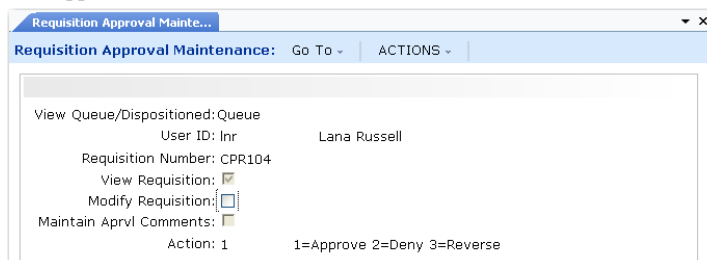 Requisition Approval Mainte...
Requisition Approval Maintenance: Go To ACTIONS
View Queue/Dispositioned: Queue
User ID: lnr Lana Russell
Requisition Number: CPR104
View Requisition:
Modify Requisition:
Maintain Aprvl Comments:
Action: 1 1=Approve 2=Deny 3=Reverse